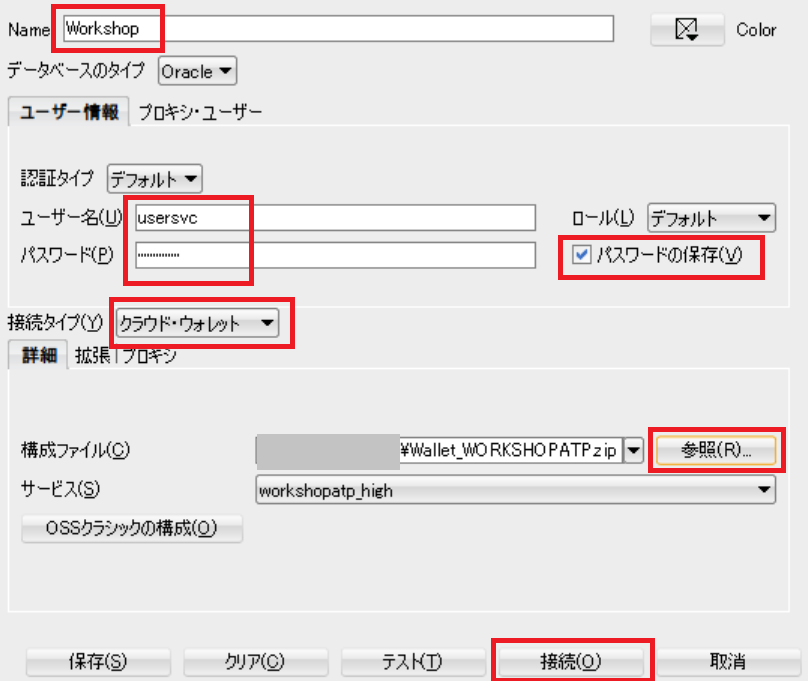 Name Workshop Color
データベースのタイプ Oracle
ユーザー情報 プロキシ・ユーザー
認証タイプ デフォルト
ユーザー名(U) usersvc ロール(L) デフォルト
パスワード(P) ••••••••••••• パスワードの保存(V)
接続タイプ(Y) クラウド・ウォレット
詳細 拡張 プロキシ
構成ファイル(C) ¥Wallet_WORKSHOPATP.zip 参照(R)...
サービス(S) workshopatp_high
OSSクラシックの構成(O)
保存(S) クリア(C) テスト(T) 接続(O) 取消